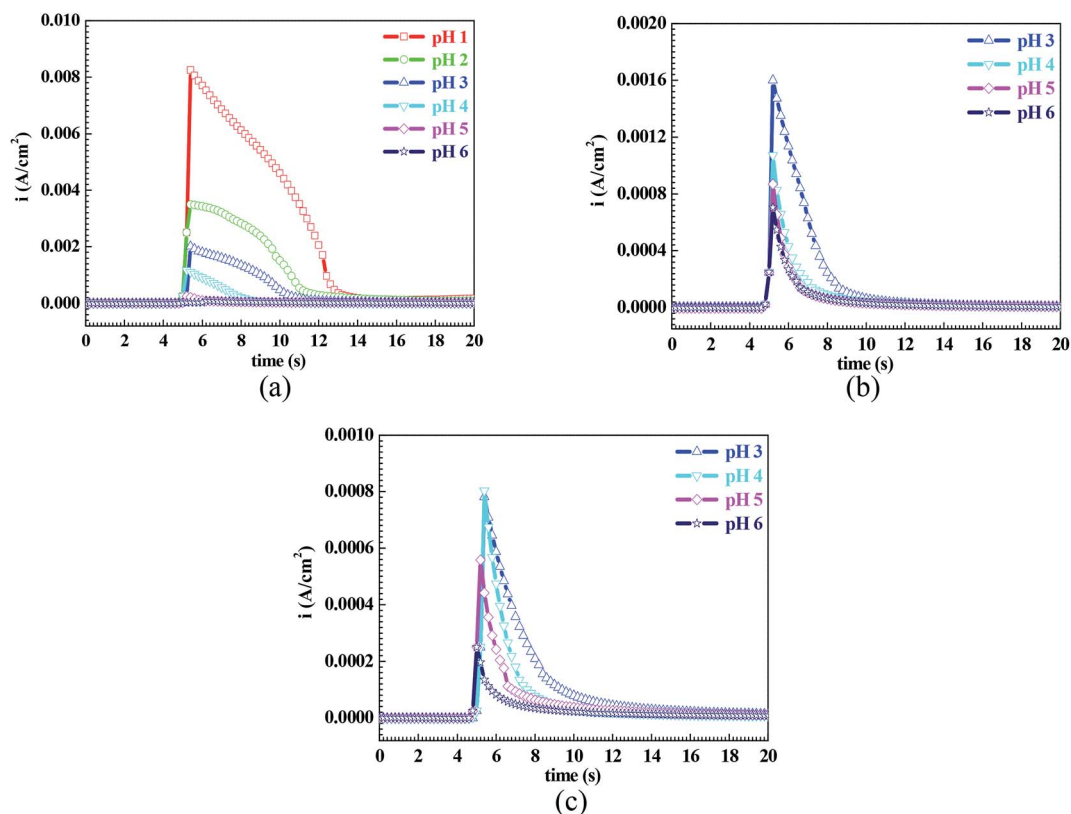 0.010
0.008
0.006
0.004
0.002
0.000
i (A/cm²)
pH 1
pH 2
pH 3
pH 4
pH 5
pH 6
0 2 4 6 8 10 12 14 16 18 20
time (s)
(a)
0.0020
0.0016
0.0012
0.0008
0.0004
0.0000
i (A/cm²)
pH 3
pH 4
pH 5
pH 6
0 2 4 6 8 10 12 14 16 18 20
time (s)
(b)
0.0010
0.0008
0.0006
0.0004
0.0002
0.0000
i (A/cm²)
pH 3
pH 4
pH 5
pH 6
0 2 4 6 8 10 12 14 16 18 20
time (s)
(c)